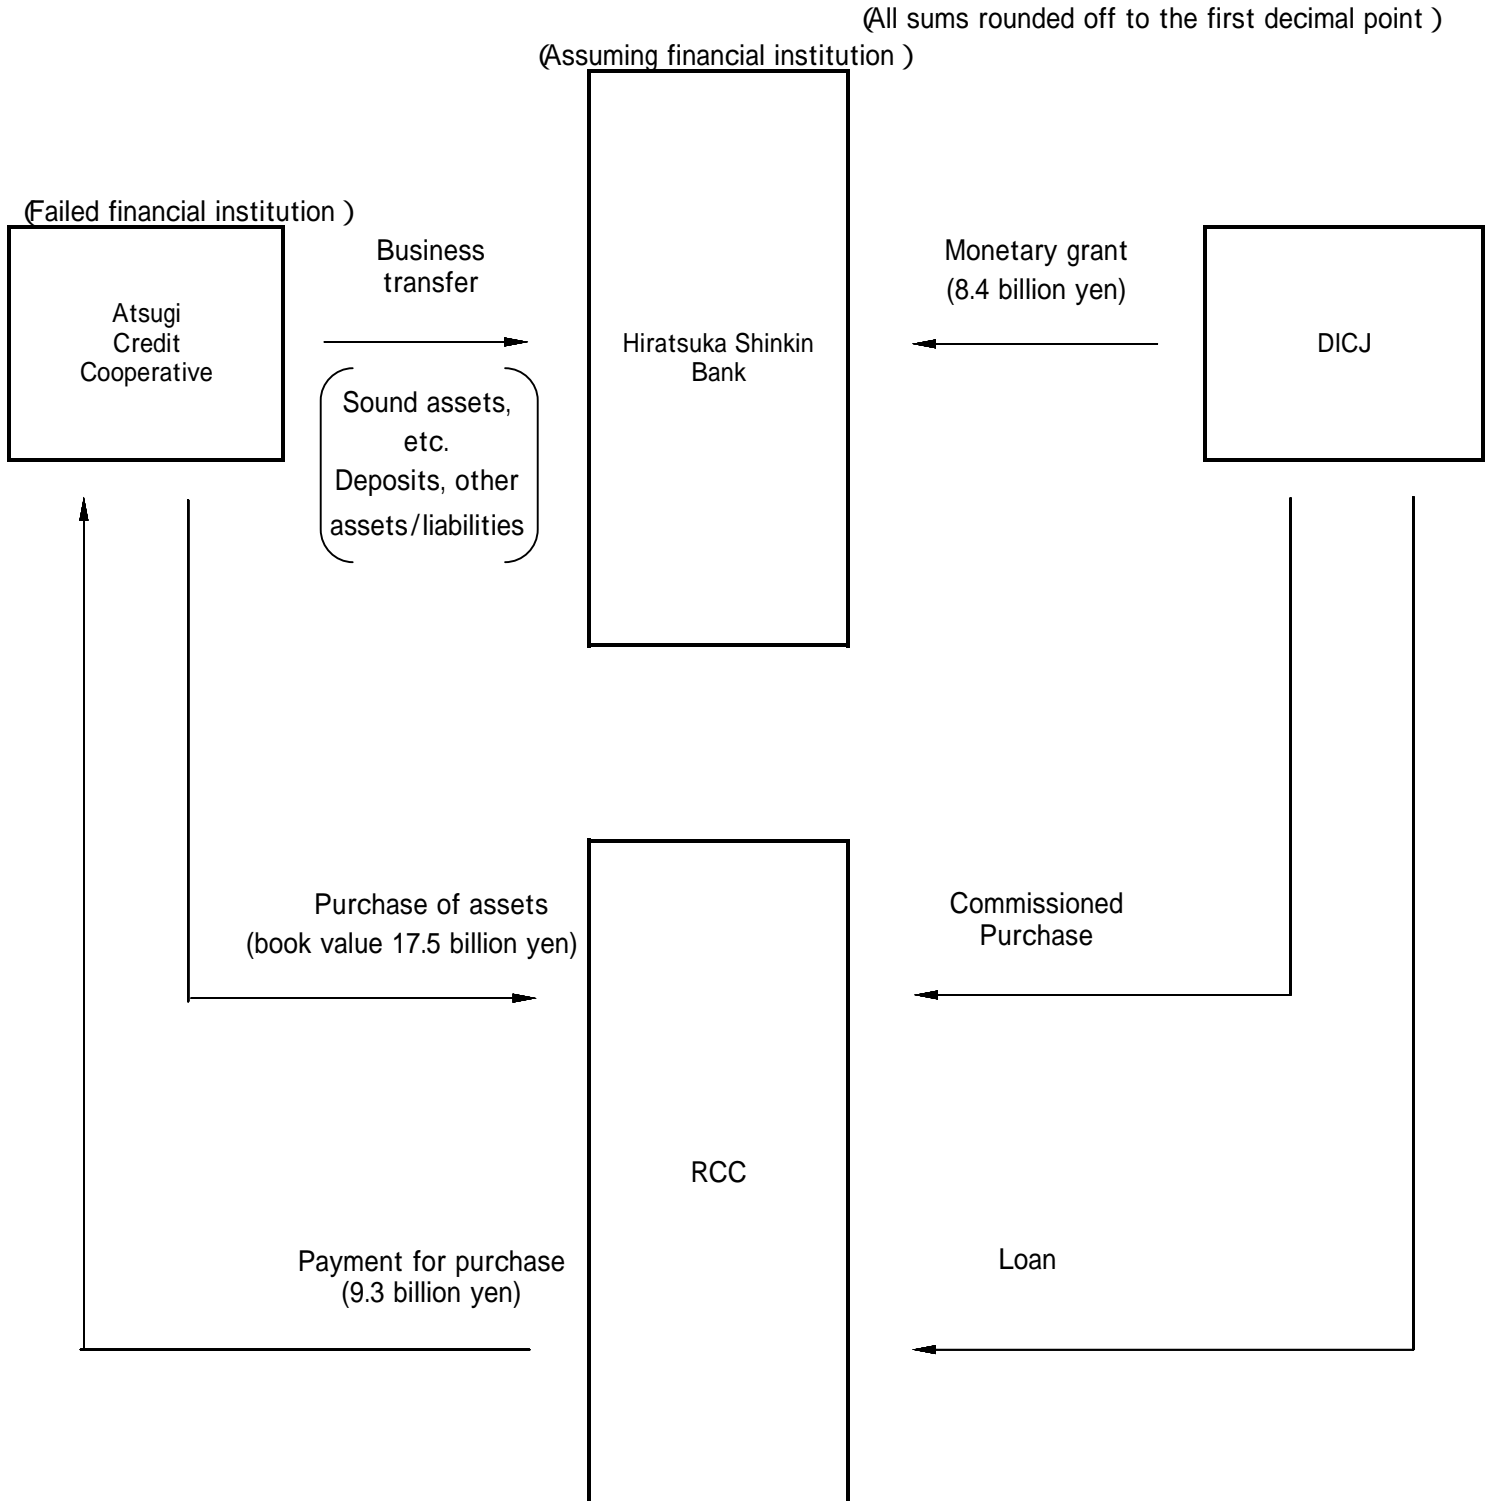 (All sums rounded off to the first decimal point)
(Assuming financial institution)
(Failed financial institution)
Atsugi
Credit
Cooperative
Business
transfer
Sound assets,
etc.
Deposits, other
assets/liabilities
Hiratsuka Shinkin
Bank
Monetary grant
(8.4 billion yen)
DICJ
Purchase of assets
(book value 17.5 billion yen)
Commissioned
Purchase
RCC
Payment for purchase
(9.3 billion yen)
Loan